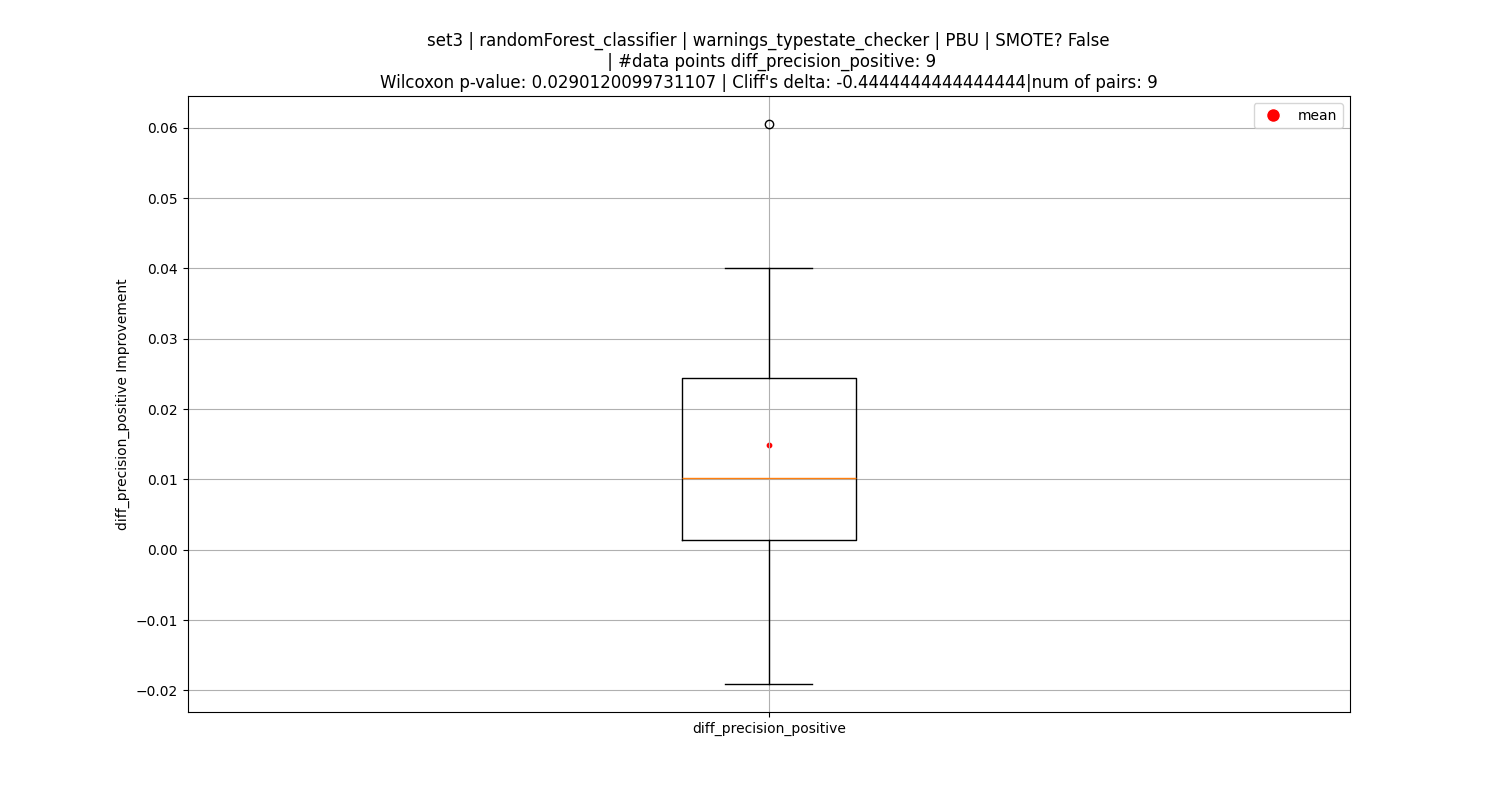 set3 | randomForest_classifier | warnings_typestate_checker | PBU | SMOTE? False
| #data points diff_precision_positive: 9
Wilcoxon p-value: 0.0290120099731107 | Cliff's delta: -0.4444444444444444|num of pairs: 9
mean
0.06
0.05
0.04
0.03
0.02
0.01
0.00
−0.01
−0.02
diff_precision_positive Improvement
diff_precision_positive